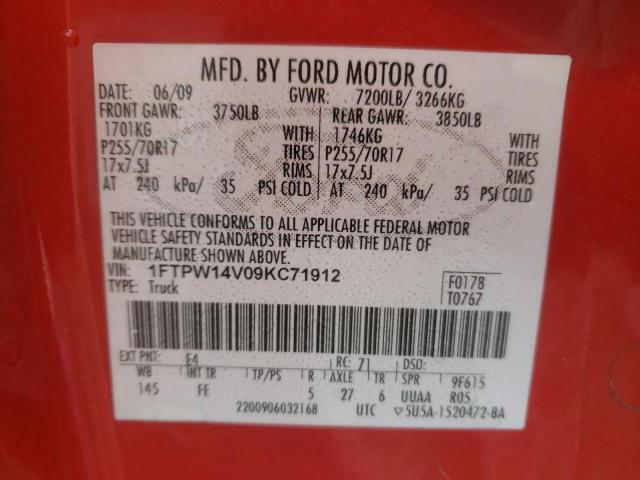 MFD. BY FORD MOTOR CO.
DATE: 06/09 GVWR: 7200LB/ 3266KG
FRONT GAWR: 3750LB REAR GAWR: 3850LB
1701KG WITH 1746KG WITH
P255/70R17 TIRES P255/70R17 TIRES
17x7.5J RIMS 17x7.5J RIMS
AT 240 kPa/ 35 PSI COLD AT 240 kPa/ 35 PSI COLD
THIS VEHICLE CONFORMS TO ALL APPLICABLE FEDERAL MOTOR
VEHICLE SAFETY STANDARDS IN EFFECT ON THE DATE OF
MANUFACTURE SHOWN ABOVE.
VIN: 1FTPW14V09KC71912 F0178
TYPE: Truck T0767
EXT PNT: E4 RC: 71 DSO:
WB INT TR TP/PS R AXLE TR SPR 9F615
145 FE 5 27 6 UUAA R05
2200906032168 UTC ▽5U5A-1520472-BA